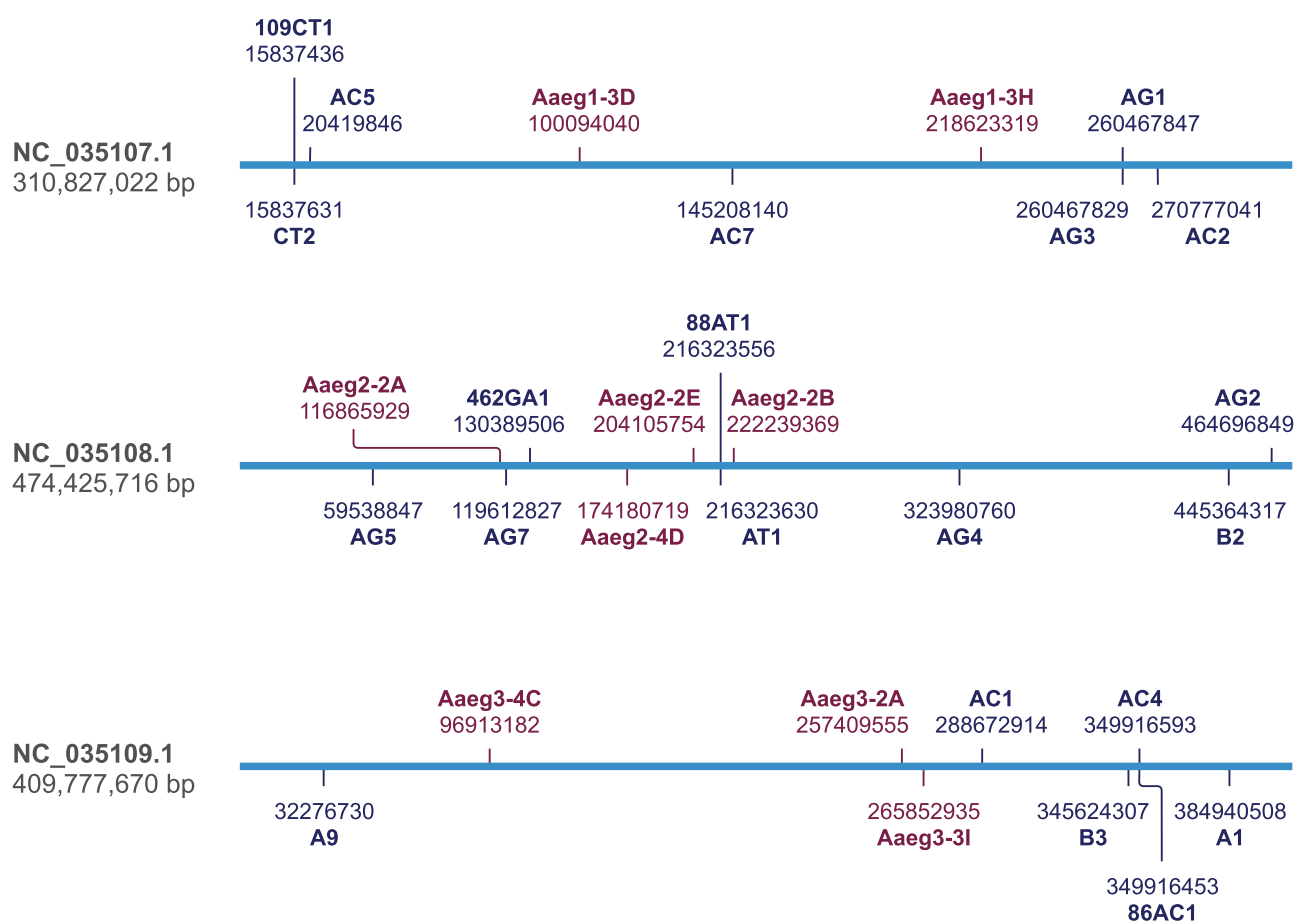 109CT1
15837436
AC5
20419846
Aaeg1-3D
100094040
Aaeg1-3H
218623319
AG1
260467847
NC_035107.1
310,827,022 bp
15837631
CT2
145208140
AC7
260467829
AG3
270777041
AC2
88AT1
216323556
Aaeg2-2A
116865929
462GA1
130389506
Aaeg2-2E
204105754
Aaeg2-2B
222239369
AG2
464696849
NC_035108.1
474,425,716 bp
59538847
AG5
119612827
AG7
174180719
Aaeg2-4D
216323630
AT1
323980760
AG4
445364317
B2
Aaeg3-4C
96913182
Aaeg3-2A
257409555
AC1
288672914
AC4
349916593
NC_035109.1
409,777,670 bp
32276730
A9
265852935
Aaeg3-3I
345624307
B3
384940508
A1
349916453
86AC1